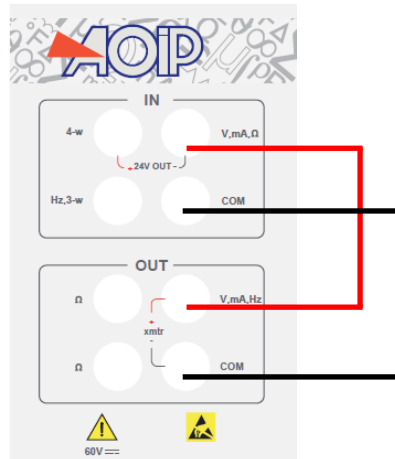 AOIP
IN
4-w
V,mA,Ω
+ 24V OUT -
Hz,3-w
COM
OUT
Ω
V,mA,Hz
+
xmtr
-
Ω
COM
60V